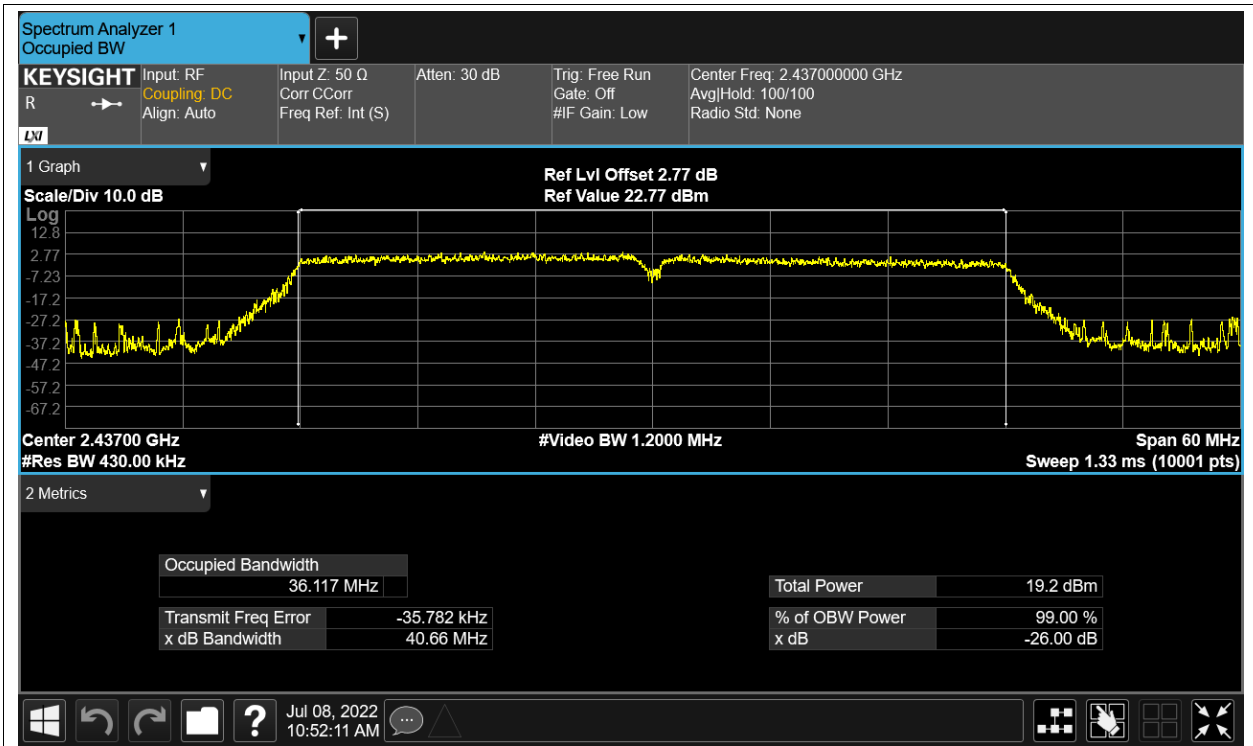 Spectrum Analyzer 1
Occupied BW
KEYSIGHT
R
LXI
Input: RF
Coupling: DC
Align: Auto
Input Z: 50 Ω
Corr CCorr
Freq Ref: Int (S)
Atten: 30 dB
Trig: Free Run
Gate: Off
#IF Gain: Low
Center Freq: 2.437000000 GHz
Avg|Hold: 100/100
Radio Std: None
1 Graph
Ref Lvl Offset 2.77 dB
Scale/Div 10.0 dB
Ref Value 22.77 dBm
Log
12.8
2.77
-7.23
-17.2
-27.2
-37.2
-47.2
-57.2
-67.2
Center 2.43700 GHz
#Video BW 1.2000 MHz
Span 60 MHz
#Res BW 430.00 kHz
Sweep 1.33 ms (10001 pts)
2 Metrics
Occupied Bandwidth
36.117 MHz
Total Power 19.2 dBm
Transmit Freq Error -35.782 kHz
% of OBW Power 99.00 %
x dB Bandwidth 40.66 MHz
x dB -26.00 dB
?
Jul 08, 2022
10:52:11 AM